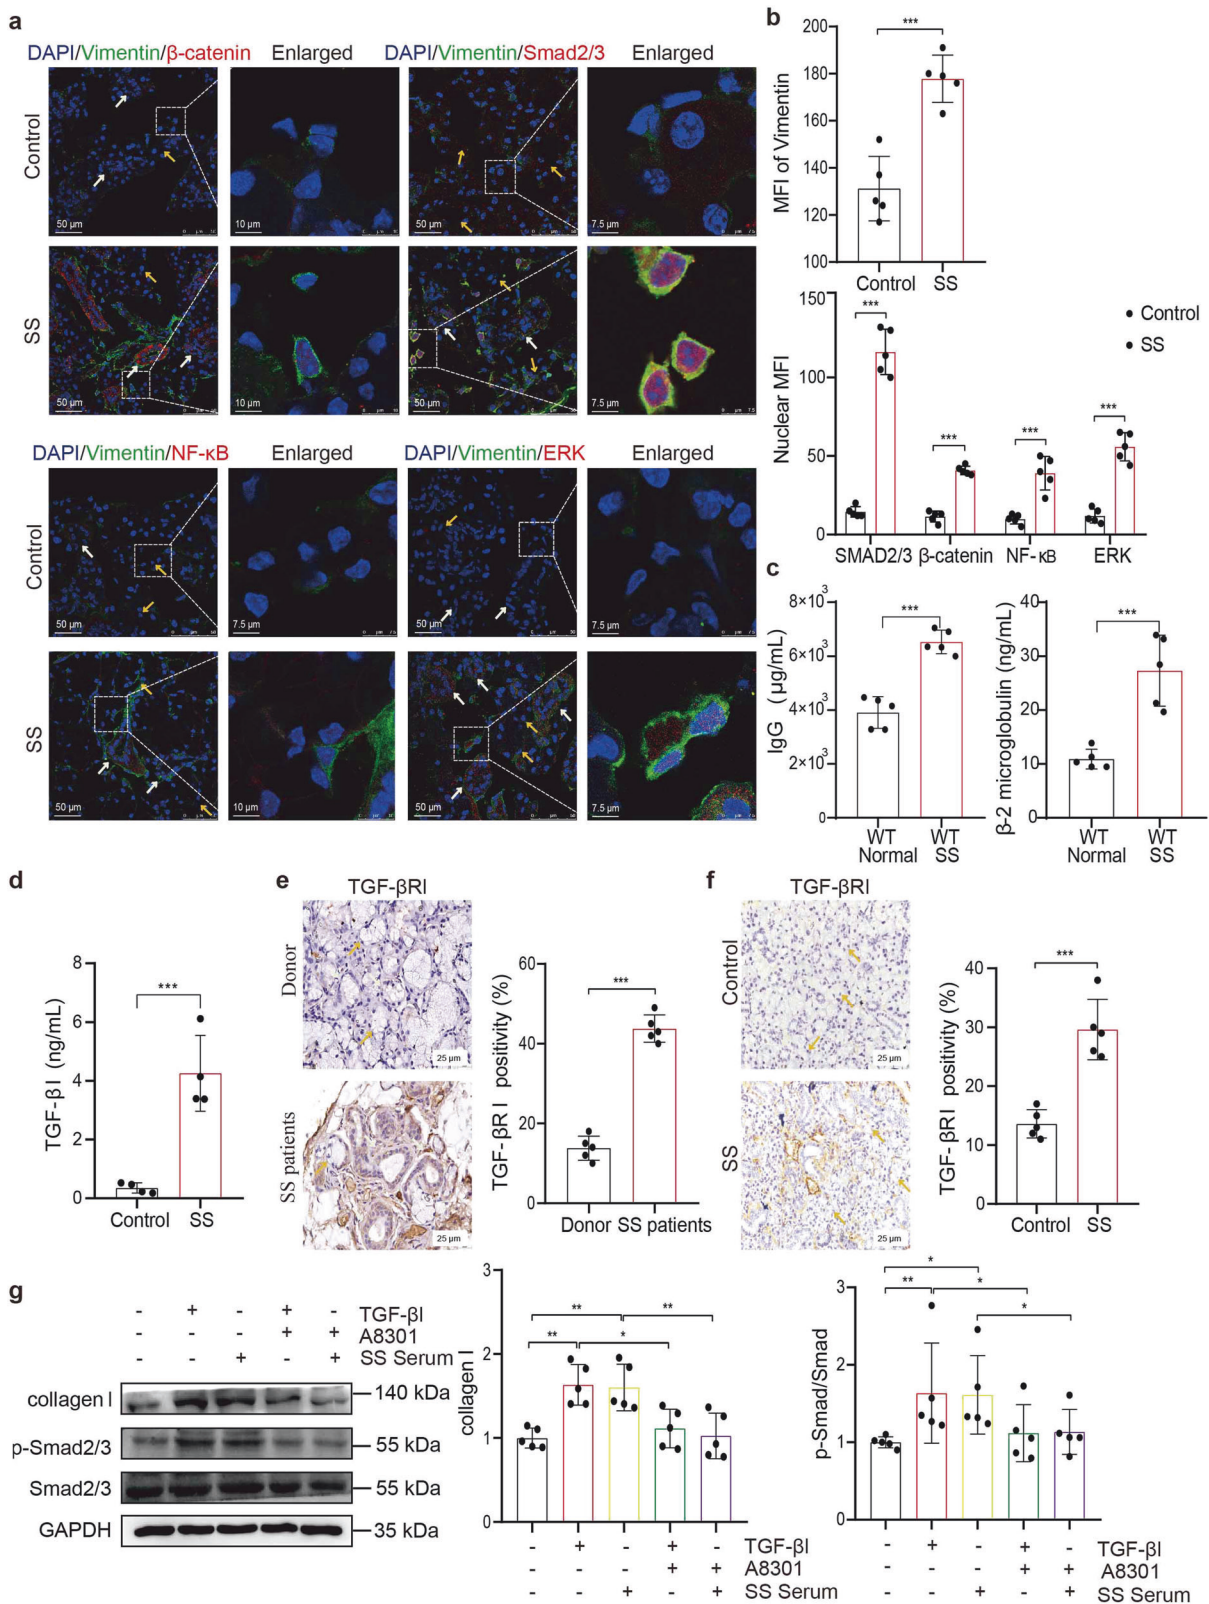 a
DAPI/Vimentin/β-catenin Enlarged DAPI/Vimentin/Smad2/3 Enlarged
Control
50 μm 10 μm 50 μm 7.5 μm
SS
50 μm 10 μm 50 μm 7.5 μm
DAPI/Vimentin/NF-κB Enlarged DAPI/Vimentin/ERK Enlarged
Control
50 μm 7.5 μm 50 μm 7.5 μm
SS
50 μm 10 μm 50 μm 7.5 μm
b
MFI of Vimentin
200
180
160
140
120
100
***
Control SS
Nuclear MFI
150
100
50
0
*** *** *** ***
Control
SS
SMAD2/3 β-catenin NF-κB ERK
c
IgG (μg/mL)
8×10³
6×10³
4×10³
2×10³
0
***
WT WT
Normal SS
β-2 microglobulin (ng/mL)
40
30
20
10
0
***
WT WT
Normal SS
d
TGF-βI (ng/mL)
8
6
4
2
0
***
Control SS
e
TGF-βRI
Donor
25 μm
SS patients
25 μm
TGF-βRI positivity (%)
60
40
20
0
***
Donor SS patients
f
TGF-βRI
Control
25 μm
SS
25 μm
TGF-βRI positivity (%)
40
30
20
10
0
***
Control SS
g
- + - + - TGF-βI
- - - + + A8301
- - + - + SS Serum
collagen I 140 kDa
p-Smad2/3 55 kDa
Smad2/3 55 kDa
GAPDH 35 kDa
collagen I
3
2
1
0
** **
** *
- + - + - TGF-βI
- - - + + A8301
- - + - + SS Serum
p-Smad/Smad
3
2
1
0
*
** *
*
- + - + - TGF-βI
- - - + + A8301
- - + - + SS Serum